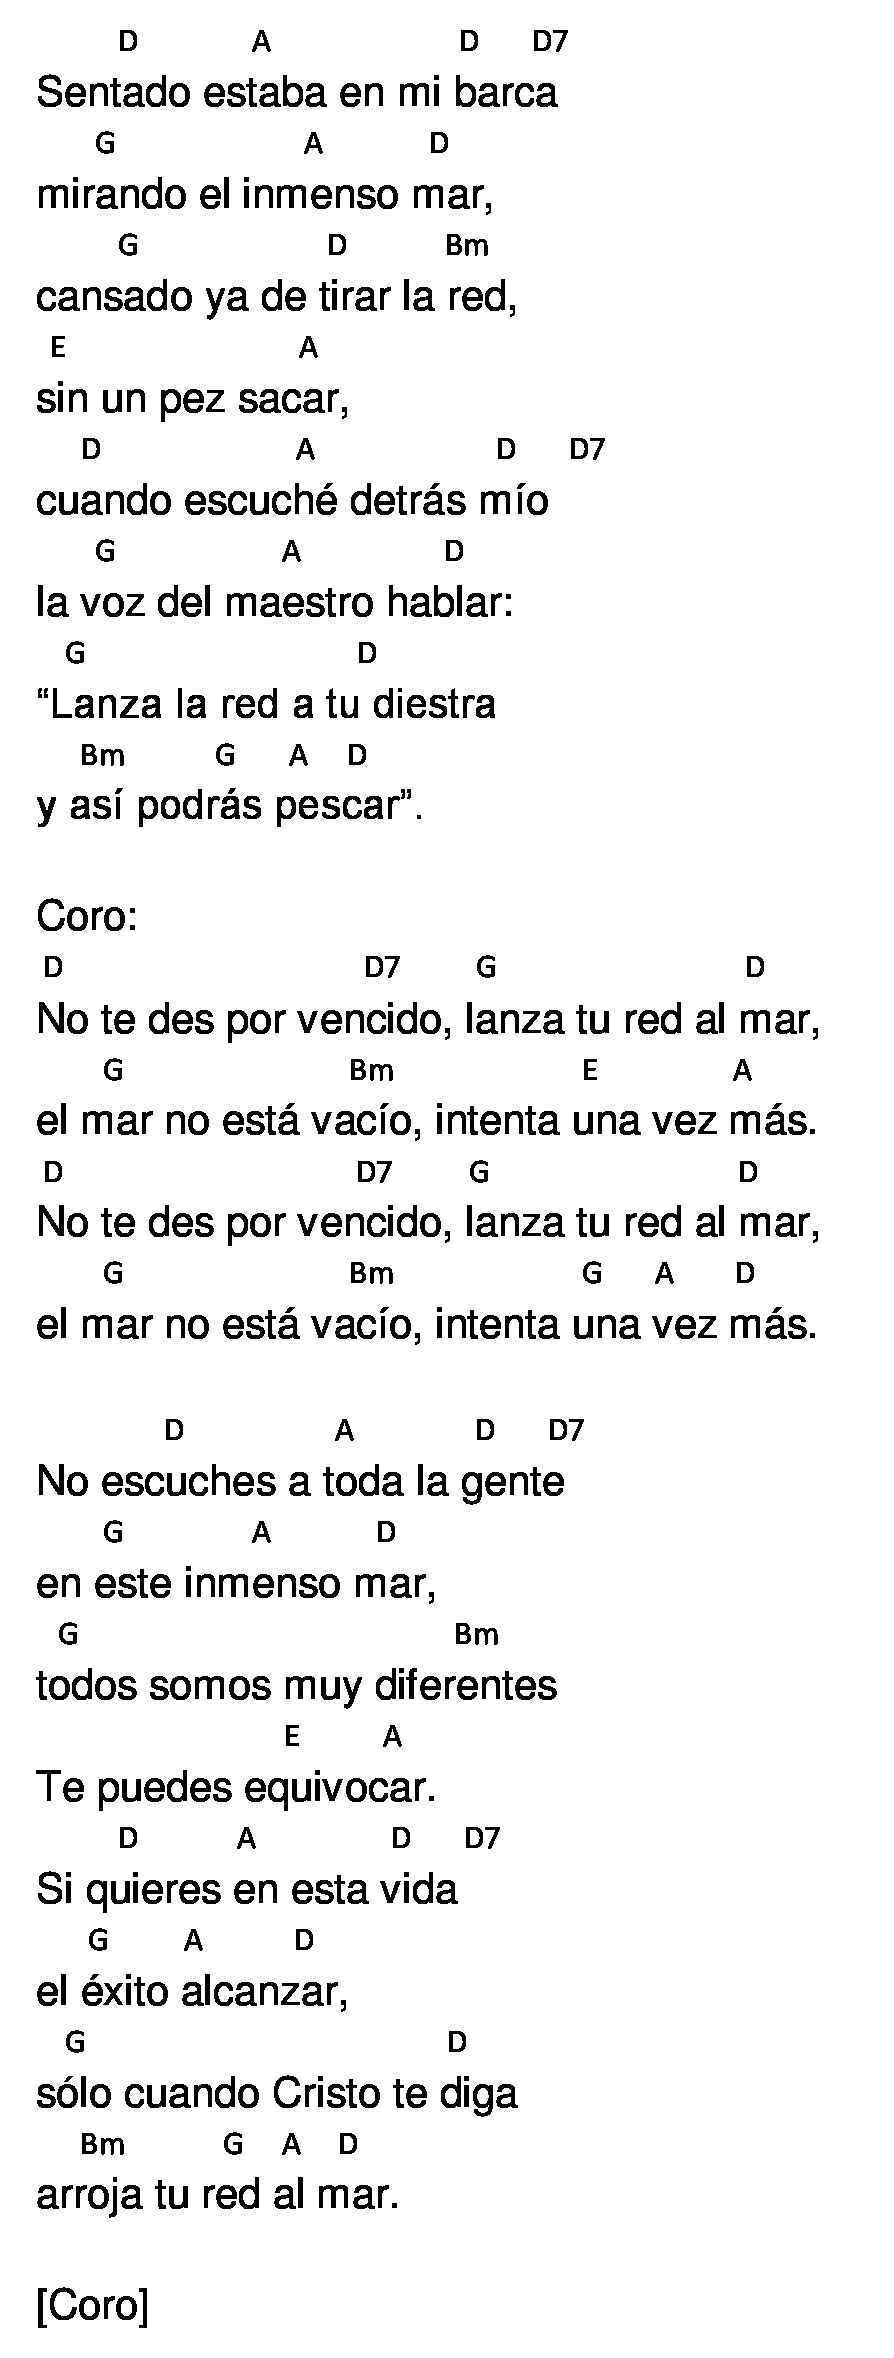 D A D D7
Sentado estaba en mi barca
G A D
mirando el inmenso mar,
G D Bm
cansado ya de tirar la red,
E A
sin un pez sacar,
D A D D7
cuando escuché detrás mío
G A D
la voz del maestro hablar:
G D
“Lanza la red a tu diestra
Bm G A D
y así podrás pescar”.
Coro:
D D7 G D
No te des por vencido, lanza tu red al mar,
G Bm E A
el mar no está vacío, intenta una vez más.
D D7 G D
No te des por vencido, lanza tu red al mar,
G Bm G A D
el mar no está vacío, intenta una vez más.
D A D D7
No escuches a toda la gente
G A D
en este inmenso mar,
G Bm
todos somos muy diferentes
E A
Te puedes equivocar.
D A D D7
Si quieres en esta vida
G A D
el éxito alcanzar,
G D
sólo cuando Cristo te diga
Bm G A D
arroja tu red al mar.
[Coro]